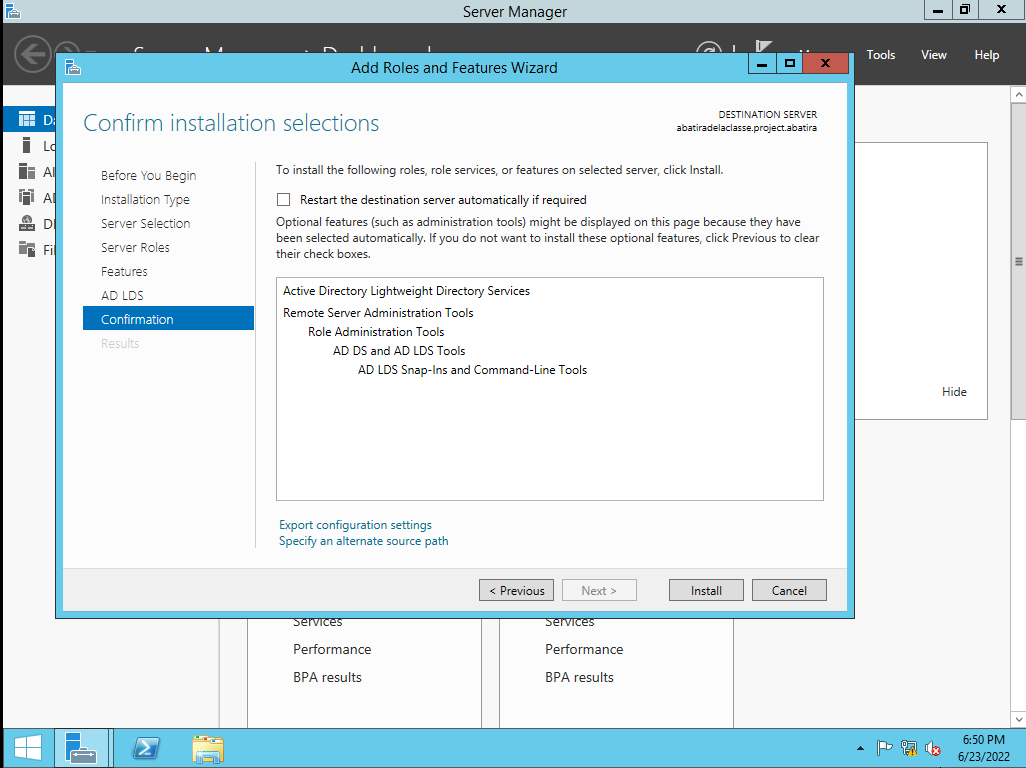 Server Manager
Tools
View
Help
Add Roles and Features Wizard
Confirm installation selections
DESTINATION SERVER
abatiradelaclasse.project.abatira
Before You Begin
Installation Type
Server Selection
Server Roles
Features
AD LDS
Confirmation
Results
To install the following roles, role services, or features on selected server, click Install.
Restart the destination server automatically if required
Optional features (such as administration tools) might be displayed on this page because they have
been selected automatically. If you do not want to install these optional features, click Previous to clear
their check boxes.
Active Directory Lightweight Directory Services
Remote Server Administration Tools
Role Administration Tools
AD DS and AD LDS Tools
AD LDS Snap-Ins and Command-Line Tools
Export configuration settings
Specify an alternate source path
< Previous
Next >
Install
Cancel
Hide
Services
Performance
BPA results
Services
Performance
BPA results
6:50 PM
6/23/2022